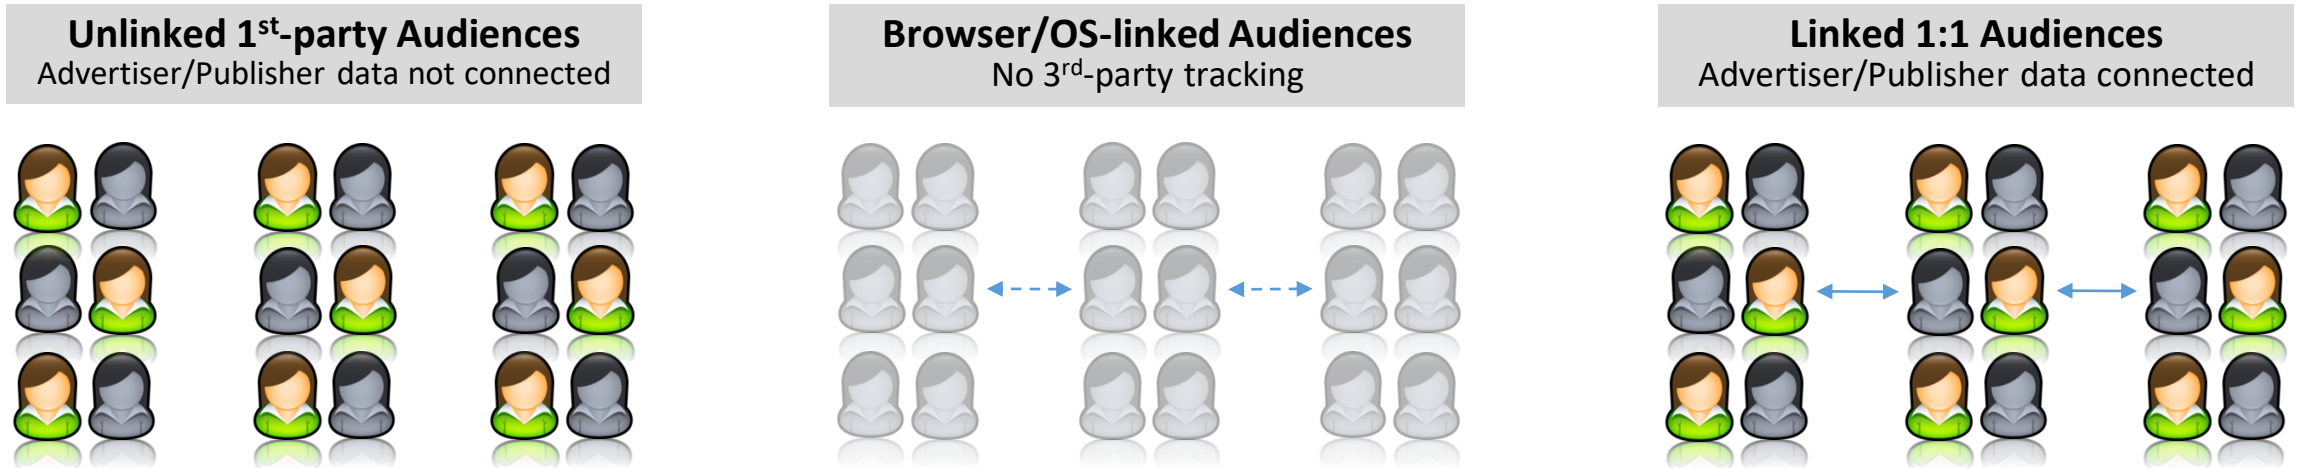 Unlinked 1st-party Audiences
Advertiser/Publisher data not connected
Browser/OS-linked Audiences
No 3rd-party tracking
Linked 1:1 Audiences
Advertiser/Publisher data connected